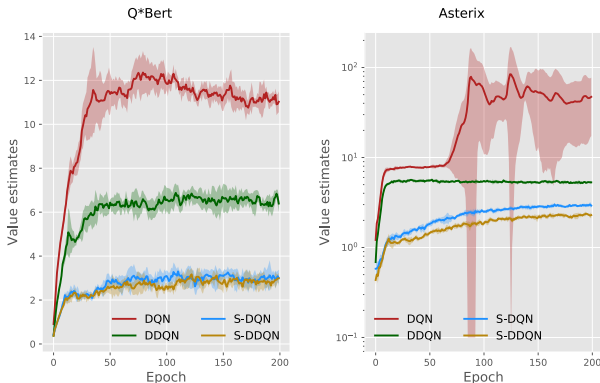 Q*Bert
Asterix
Value estimates
14
12
10
8
6
4
2
0
0
50
100
150
200
Epoch
DQN
DDQN
S-DQN
S-DDQN
Value estimates
10²
10¹
10⁰
10⁻¹
0
50
100
150
200
Epoch
DQN
DDQN
S-DQN
S-DDQN